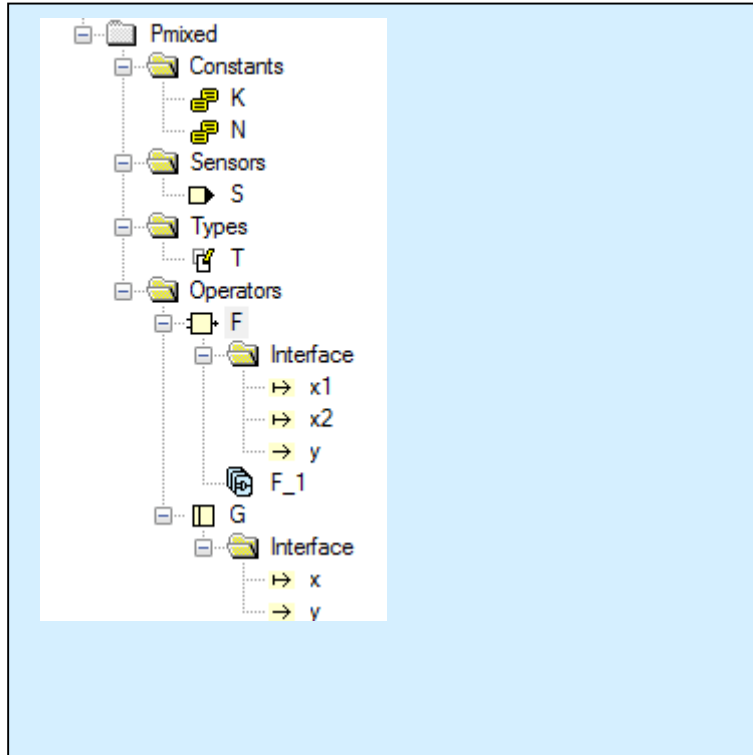 Pmixed
Constants
K
N
Sensors
S
Types
T
Operators
F
Interface
x1
x2
y
F_1
G
Interface
x
y